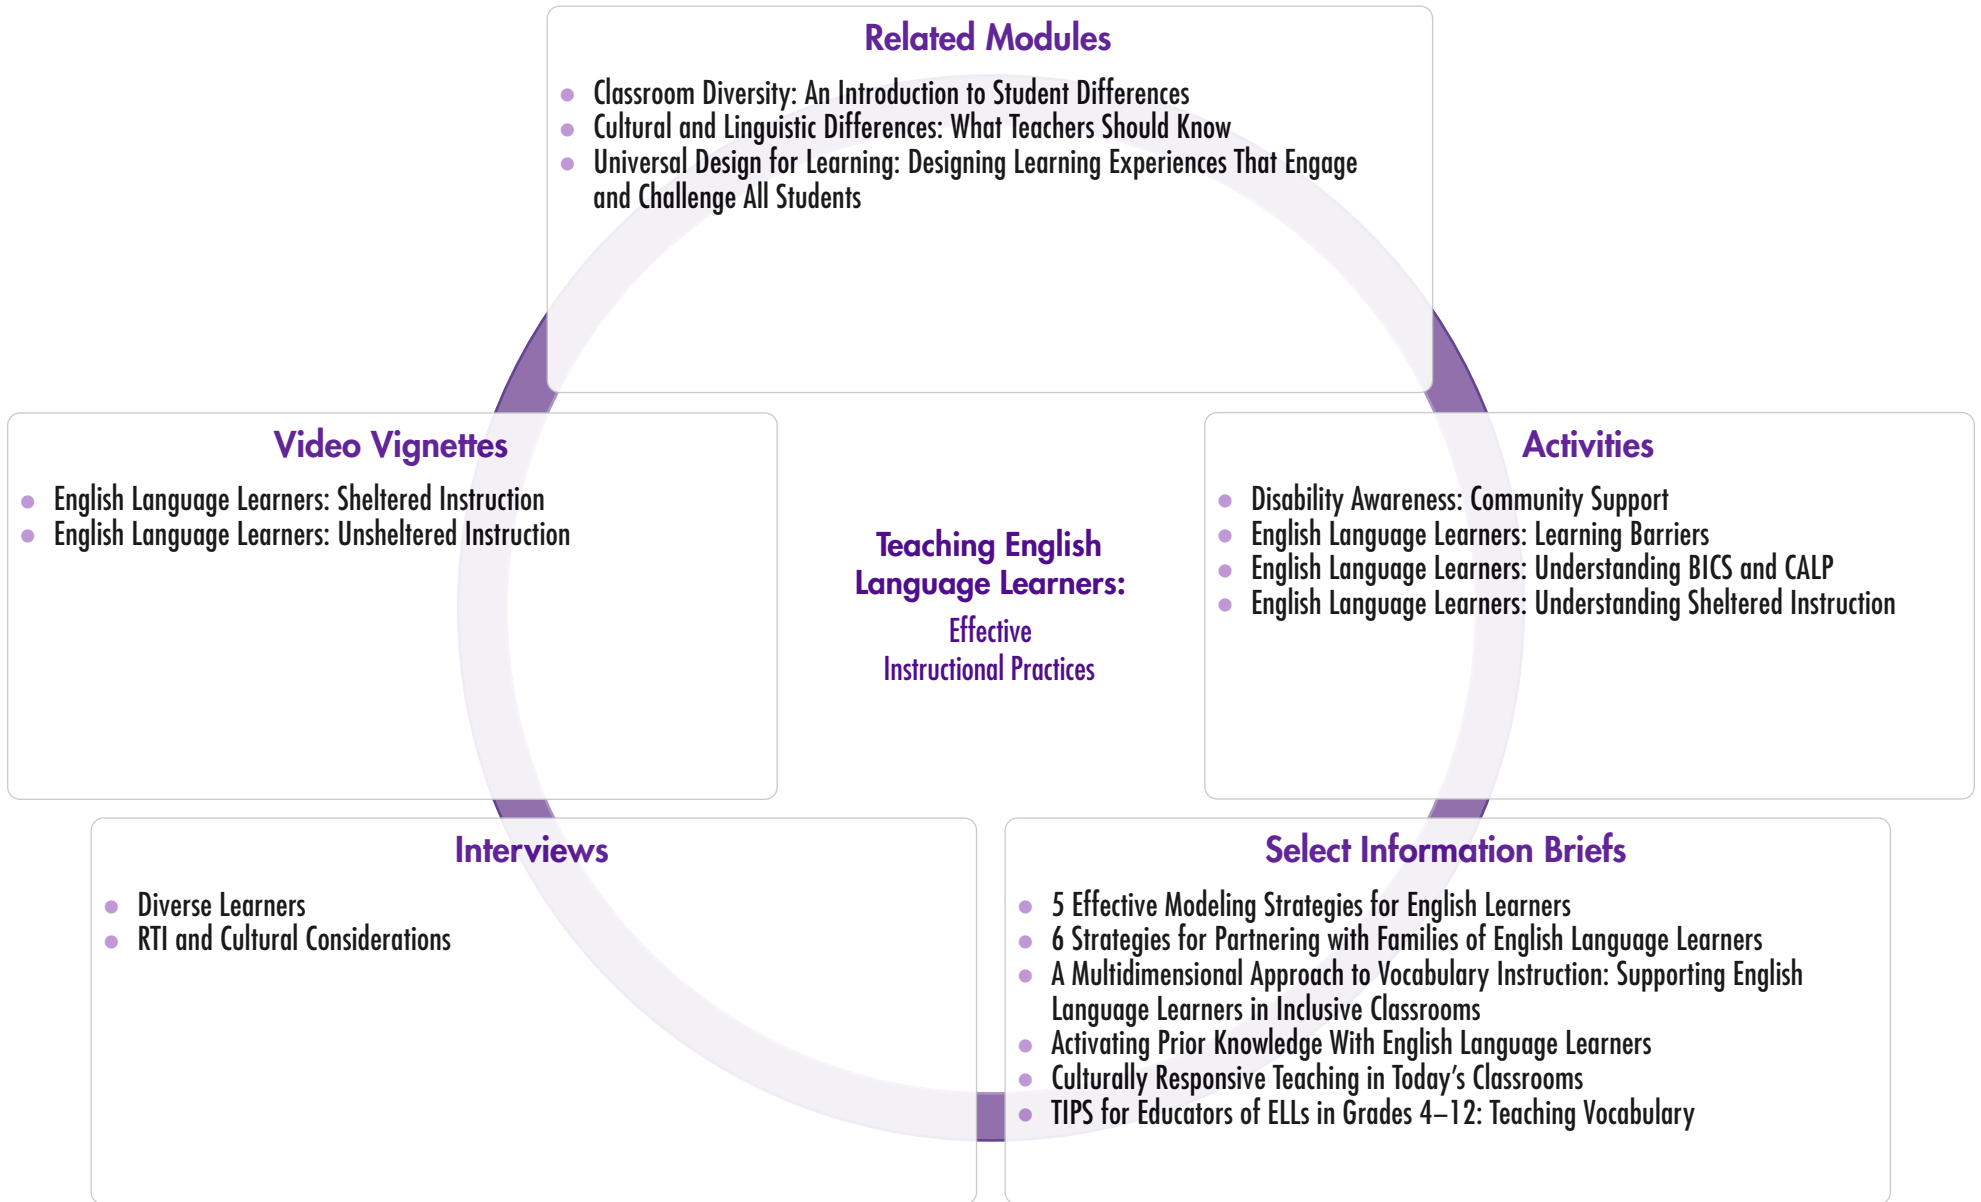 Related Modules
Classroom Diversity: An Introduction to Student Differences
Cultural and Linguistic Differences: What Teachers Should Know
Universal Design for Learning: Designing Learning Experiences That Engage
and Challenge All Students
Video Vignettes
English Language Learners: Sheltered Instruction
English Language Learners: Unsheltered Instruction
Teaching English
Language Learners:
Effective
Instructional Practices
Activities
Disability Awareness: Community Support
English Language Learners: Learning Barriers
English Language Learners: Understanding BICS and CALP
English Language Learners: Understanding Sheltered Instruction
Interviews
Diverse Learners
RTI and Cultural Considerations
Select Information Briefs
5 Effective Modeling Strategies for English Learners
6 Strategies for Partnering with Families of English Language Learners
A Multidimensional Approach to Vocabulary Instruction: Supporting English
Language Learners in Inclusive Classrooms
Activating Prior Knowledge With English Language Learners
Culturally Responsive Teaching in Today's Classrooms
TIPS for Educators of ELLs in Grades 4–12: Teaching Vocabulary